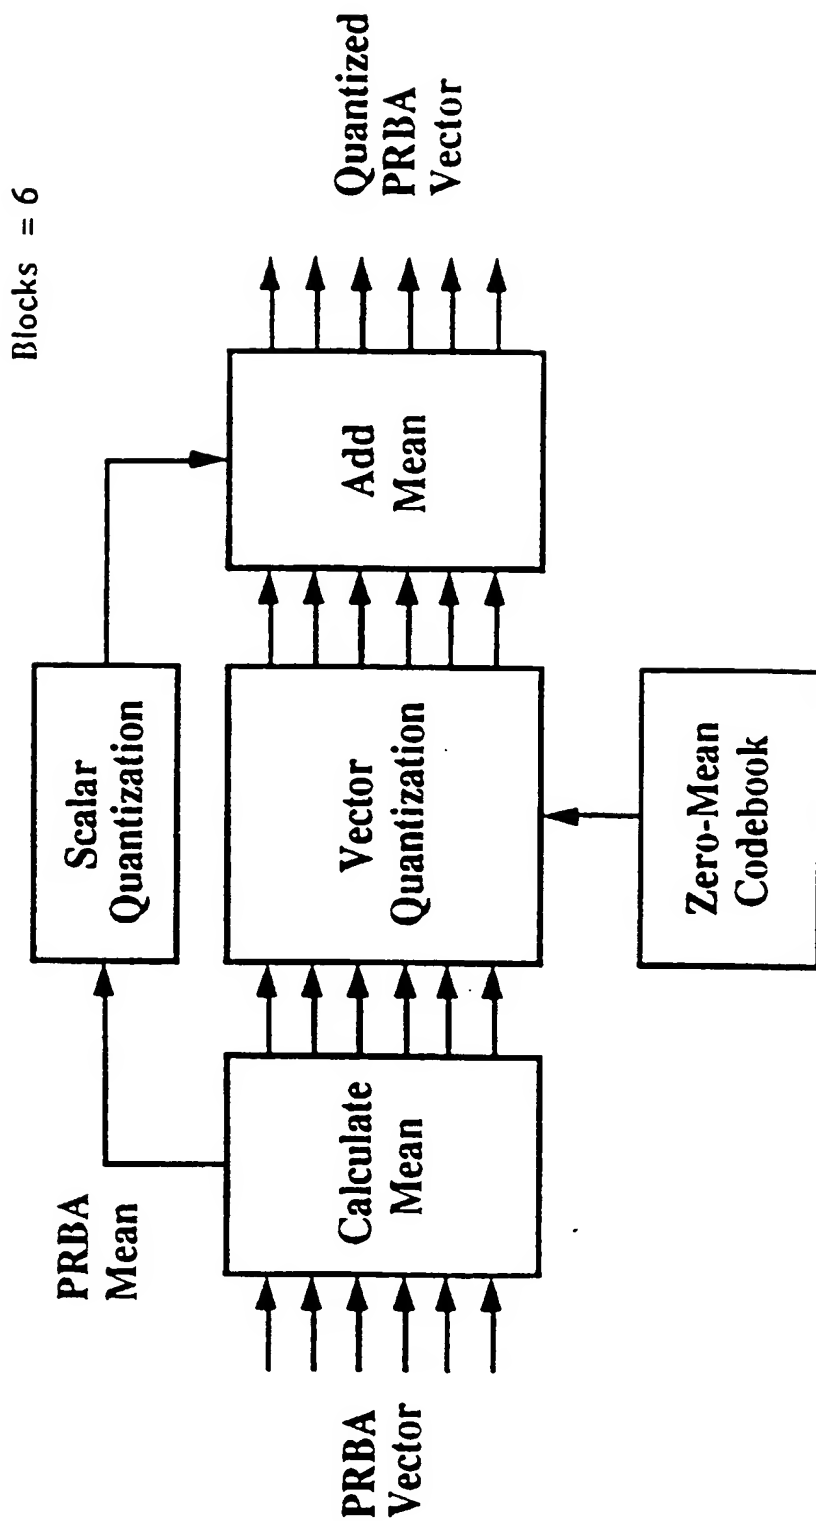 Blocks = 6
PRBA
Mean
Scalar
Quantization
PRBA
Vector
Calculate
Mean
Vector
Quantization
Add
Mean
Quantized
PRBA
Vector
Zero-Mean
Codebook